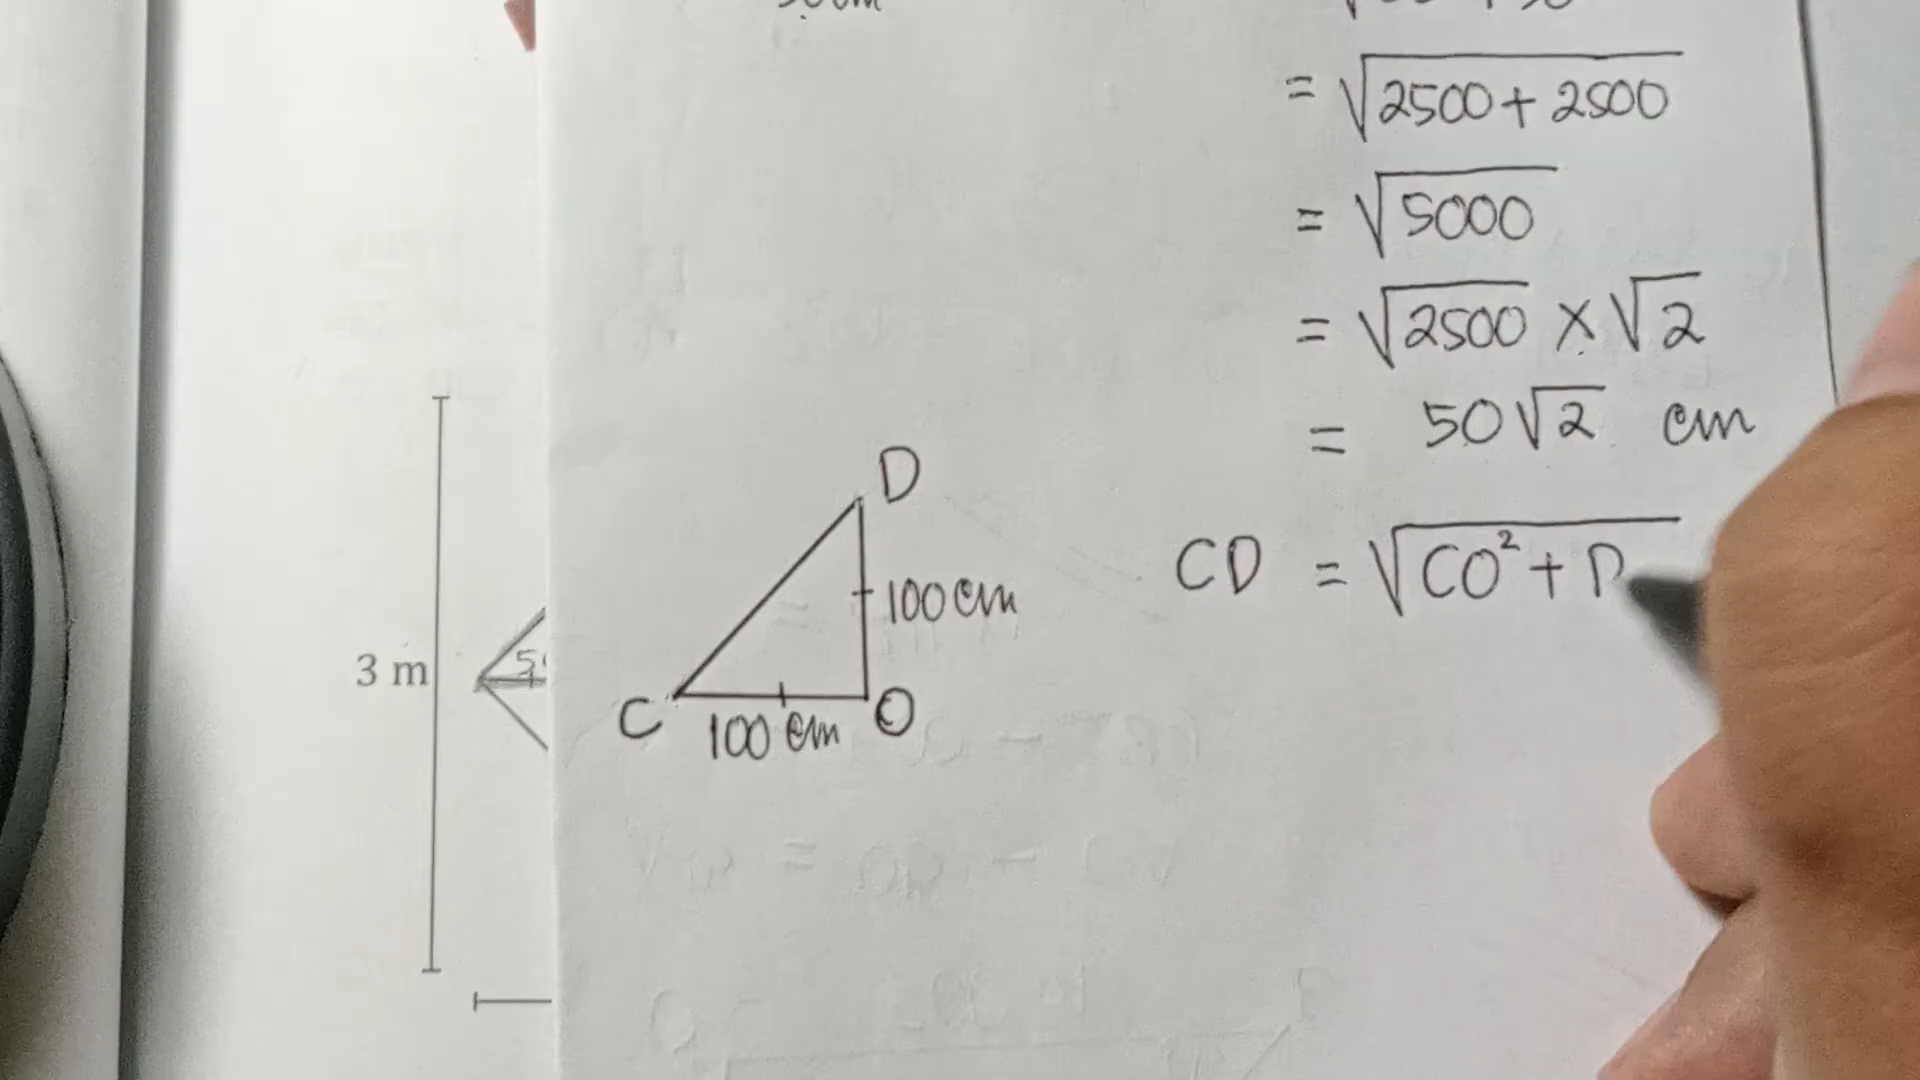 = √2500 + 2500
= √5000
= √2500 × √2
= 50√2 cm
D
100 cm
C
100 cm
O
CD = √CO² + D
3 m